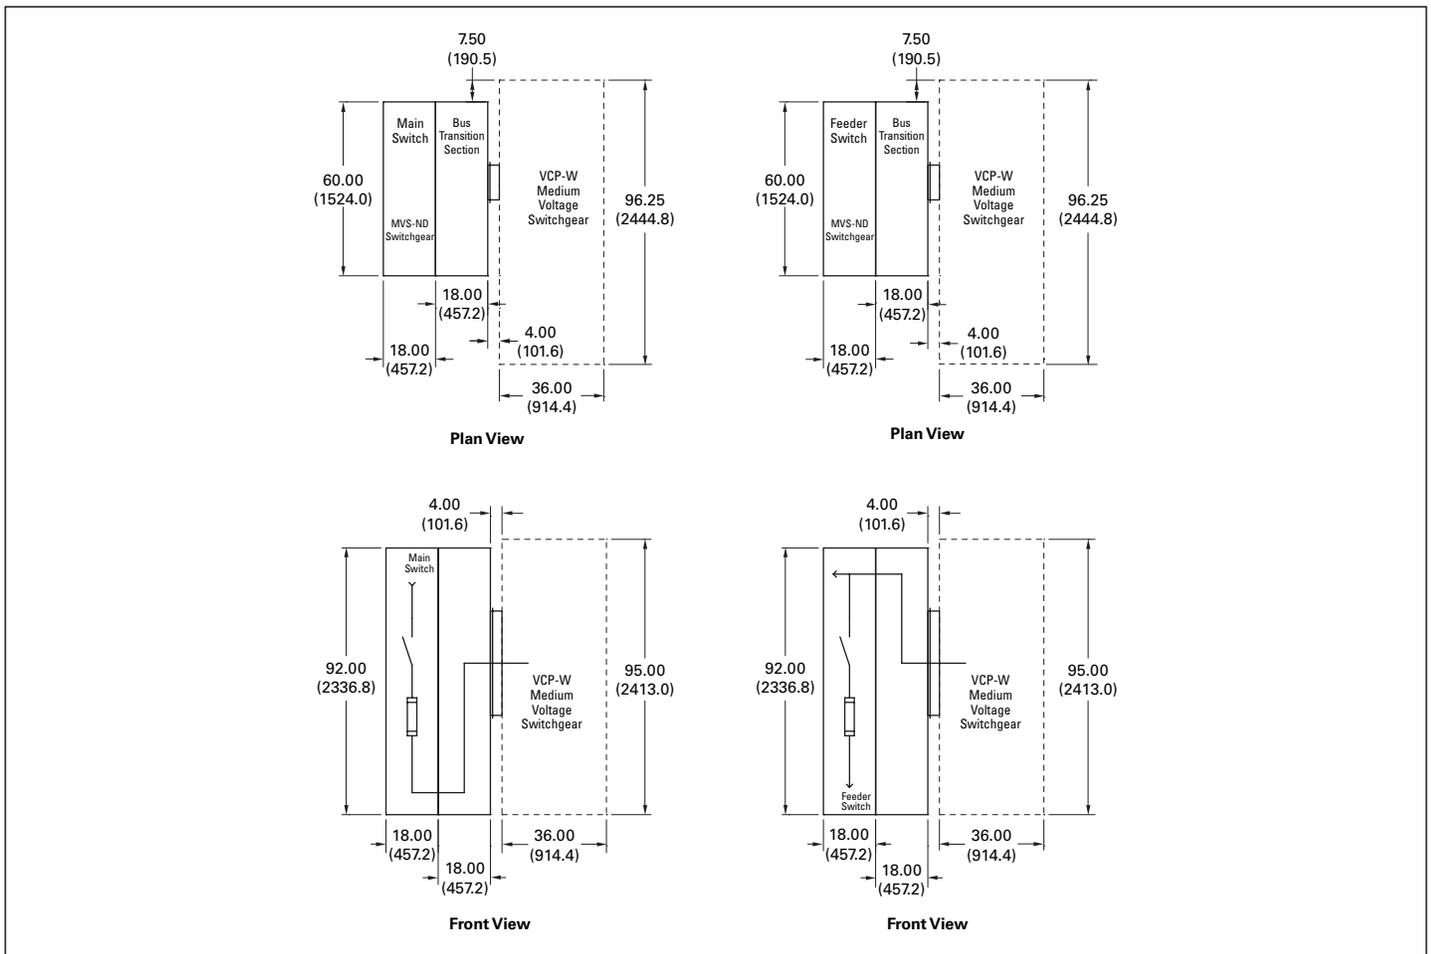 7.50
(190.5)
Main
Switch
Bus
Transition
Section
60.00
(1524.0)
MVS-ND
Switchgear
VCP-W
Medium
Voltage
Switchgear
96.25
(2444.8)
18.00
(457.2)
4.00
(101.6)
18.00
(457.2)
36.00
(914.4)
Plan View
7.50
(190.5)
Feeder
Switch
Bus
Transition
Section
60.00
(1524.0)
MVS-ND
Switchgear
VCP-W
Medium
Voltage
Switchgear
96.25
(2444.8)
18.00
(457.2)
4.00
(101.6)
18.00
(457.2)
36.00
(914.4)
Plan View
4.00
(101.6)
Main
Switch
92.00
(2336.8)
VCP-W
Medium
Voltage
Switchgear
95.00
(2413.0)
18.00
(457.2)
18.00
(457.2)
36.00
(914.4)
Front View
4.00
(101.6)
92.00
(2336.8)
VCP-W
Medium
Voltage
Switchgear
95.00
(2413.0)
Feeder
Switch
18.00
(457.2)
18.00
(457.2)
36.00
(914.4)
Front View